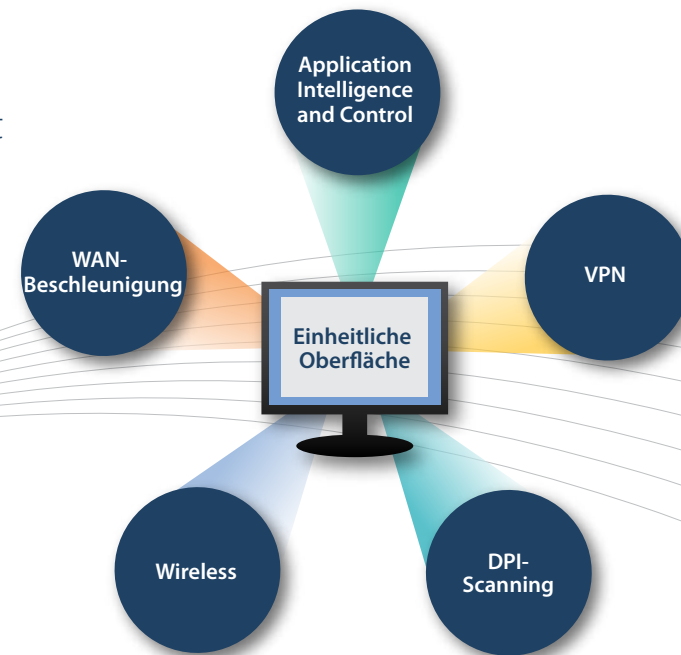 Application
Intelligence
and Control
WAN-
Beschleunigung
VPN
Einheitliche
Oberfläche
Wireless
DPI-
Scanning